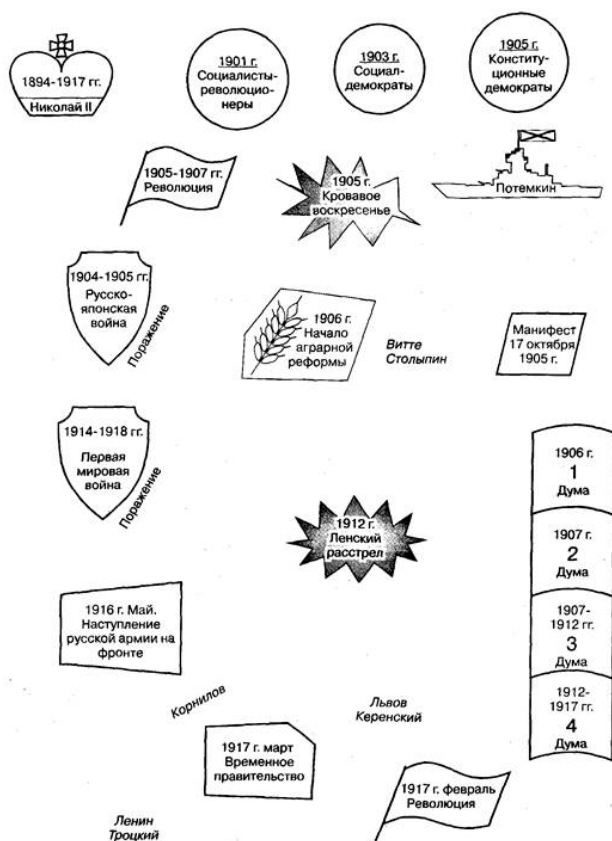 1894-1917 гг.
Николай II
1901 г.
Социалисты-
революцио-
неры
1903 г.
Социал-
демократы
1905 г.
Конститу-
ционные
демократы
1905-1907 гг.
Революция
1905 г.
Кровавое
воскресенье
Потемкин
1904-1905 гг.
Русско-
японская
война
Поражение
1906 г.
Начало
аграрной
реформы
Витте
Столыпин
Манифест
17 октября
1905 г.
1914-1918 гг.
Первая
мировая
война
Поражение
1912 г.
Ленский
расстрел
1906 г.
1
Дума
1907 г.
2
Дума
1907-
1912 гг.
3
Дума
1912-
1917 гг.
4
Дума
1916 г. Май.
Наступление
русской армии на
фронте
Корнилов
Львов
Керенский
1917 г. март
Временное
правительство
1917 г. февраль
Революция
Ленин
Троцкий